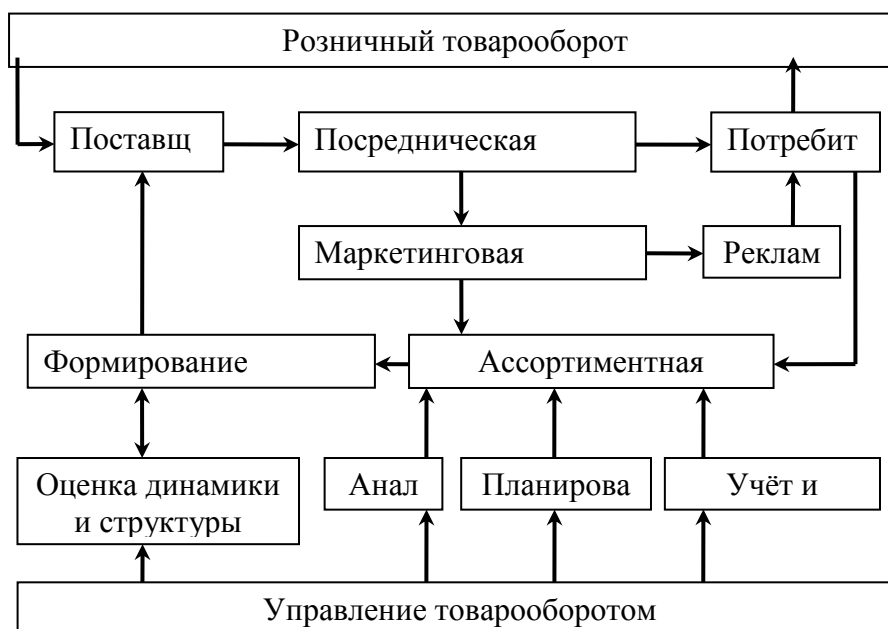 Розничный товарооборот
Поставщ
Посредническая
Потребит
Маркетинговая
Реклам
Формирование
Ассортиментная
Оценка динамики
и структуры
Анал
Планирова
Учёт и
Управление товарооборотом